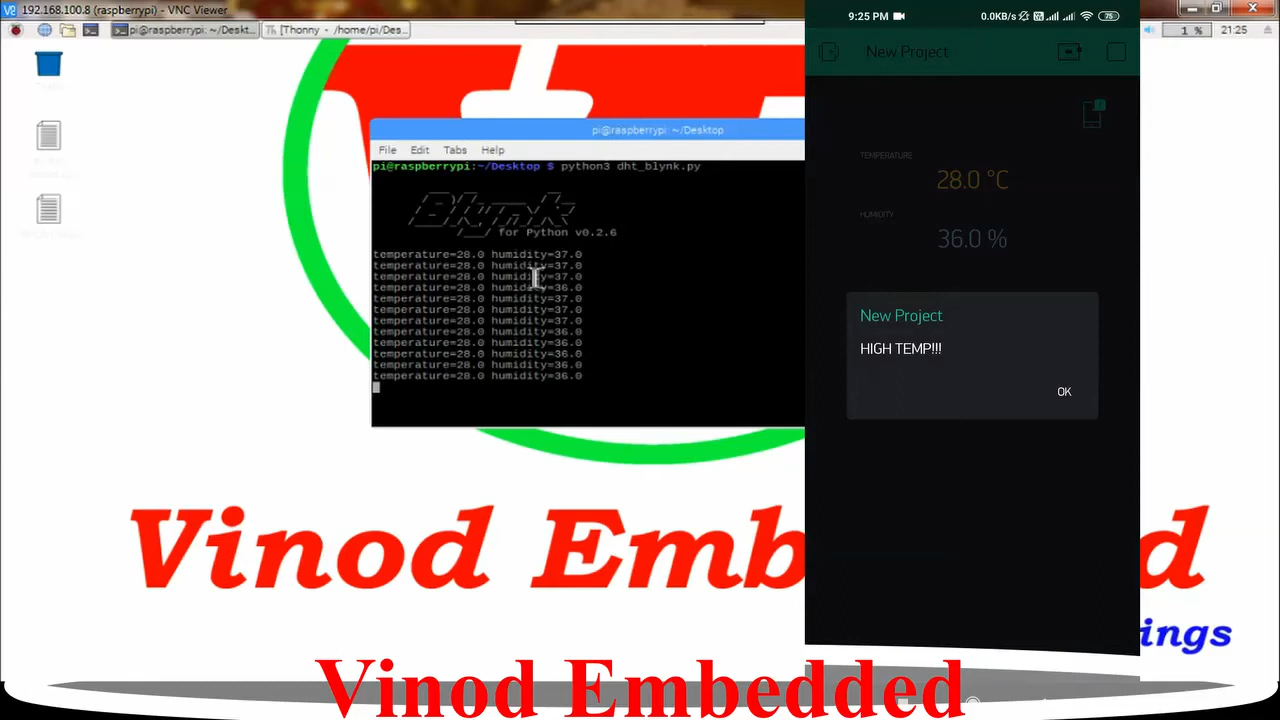 192.168.100.8 (raspberrypi) - VNC Viewer
pi@raspberrypi: ~/Deskt...
[Thonny - /home/pi/Des...
1 %
21:25
pi@raspberrypi: ~/Desktop
File Edit Tabs Help
pi@raspberrypi:~/Desktop $ python3 dht_blynk.py
Blynk
for Python v0.2.6
temperature=28.0 humidity=37.0
temperature=28.0 humidity=37.0
temperature=28.0 humidity=37.0
temperature=28.0 humidity=36.0
temperature=28.0 humidity=37.0
temperature=28.0 humidity=37.0
temperature=28.0 humidity=37.0
temperature=28.0 humidity=36.0
temperature=28.0 humidity=36.0
temperature=28.0 humidity=36.0
temperature=28.0 humidity=36.0
temperature=28.0 humidity=36.0
9:25 PM
0.0KB/s
75
New Project
TEMPERATURE
28.0 °C
HUMIDITY
36.0 %
New Project
HIGH TEMP!!!
OK
Vinod Emb d
ings
Vinod Embedded